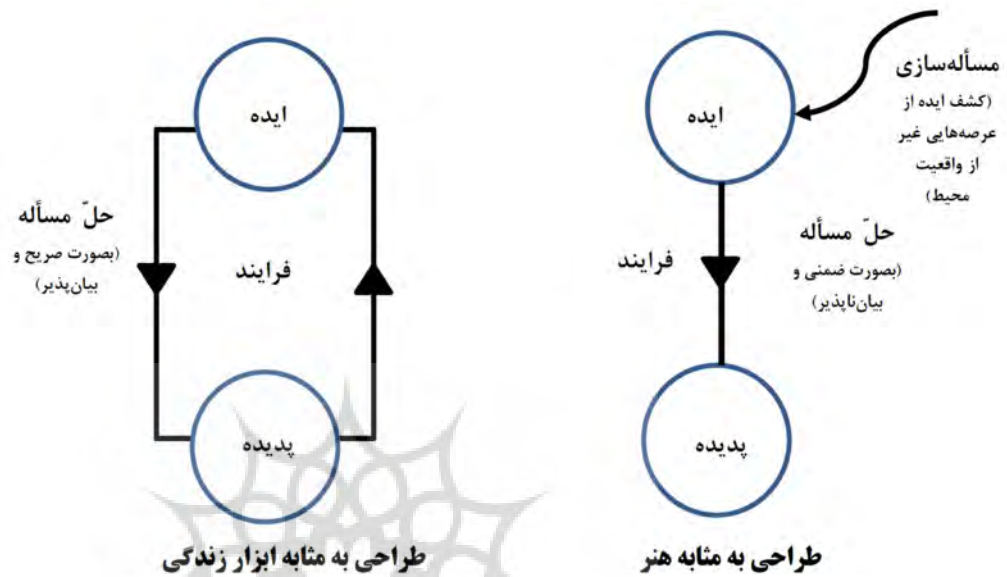 مسأله‌سازی
(کشف ایده از
عرصه‌هایی غیر
از واقعیت
محیط)
ایده
حلّ مسأله
(بصورت ضمنی و
بیان‌ناپذیر)
فرایند
پدیده
طراحی به مثابه هنر
ایده
حلّ مسأله
(بصورت صریح و
بیان‌پذیر)
فرایند
پدیده
طراحی به مثابه ابزار زندگی